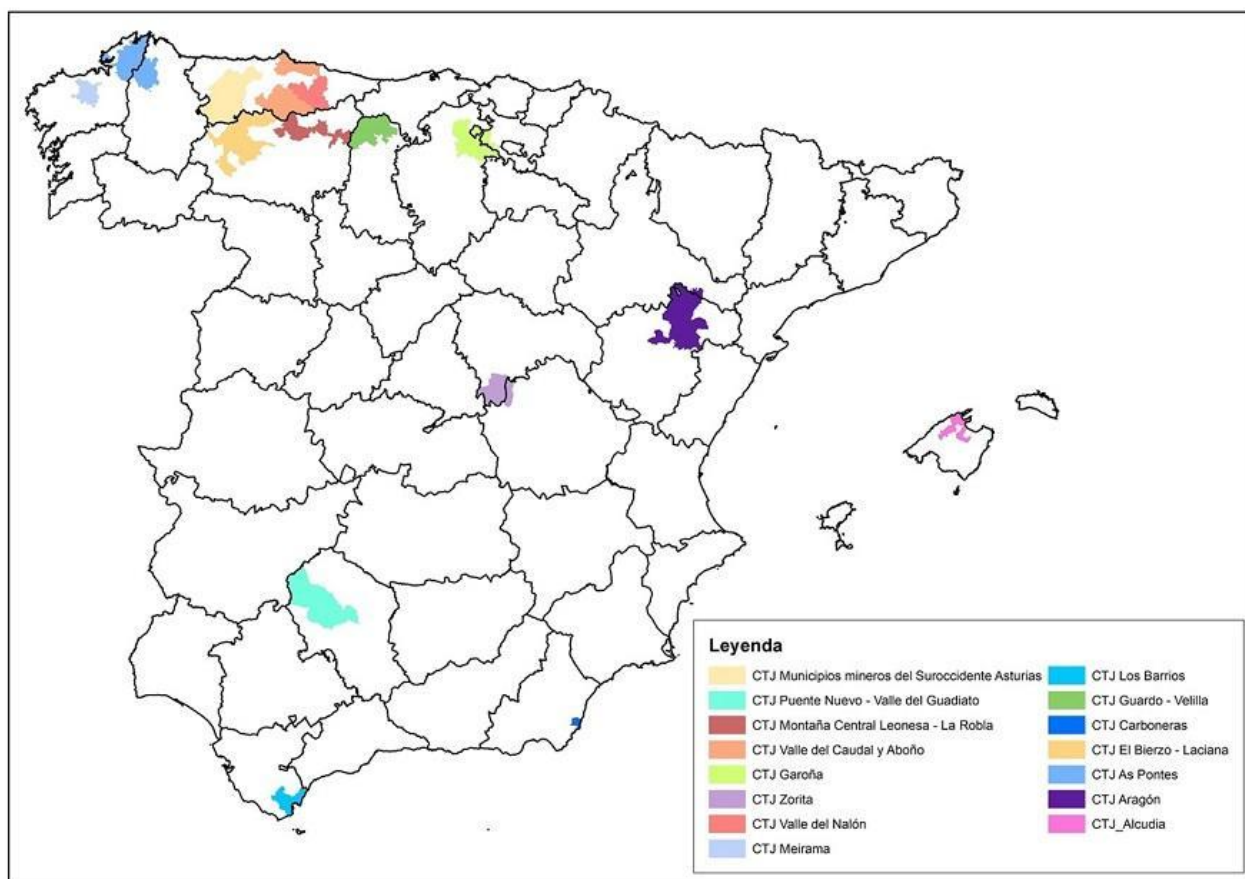 Leyenda
CTJ Municipios mineros del Suroccidente Asturias
CTJ Puente Nuevo - Valle del Guadiato
CTJ Montaña Central Leonesa - La Robla
CTJ Valle del Caudal y Aboño
CTJ Garoña
CTJ Zorita
CTJ Valle del Nalón
CTJ Meirama
CTJ Los Barrios
CTJ Guardo - Velilla
CTJ Carboneras
CTJ El Bierzo - Laciana
CTJ As Pontes
CTJ Aragón
CTJ_Alcudia